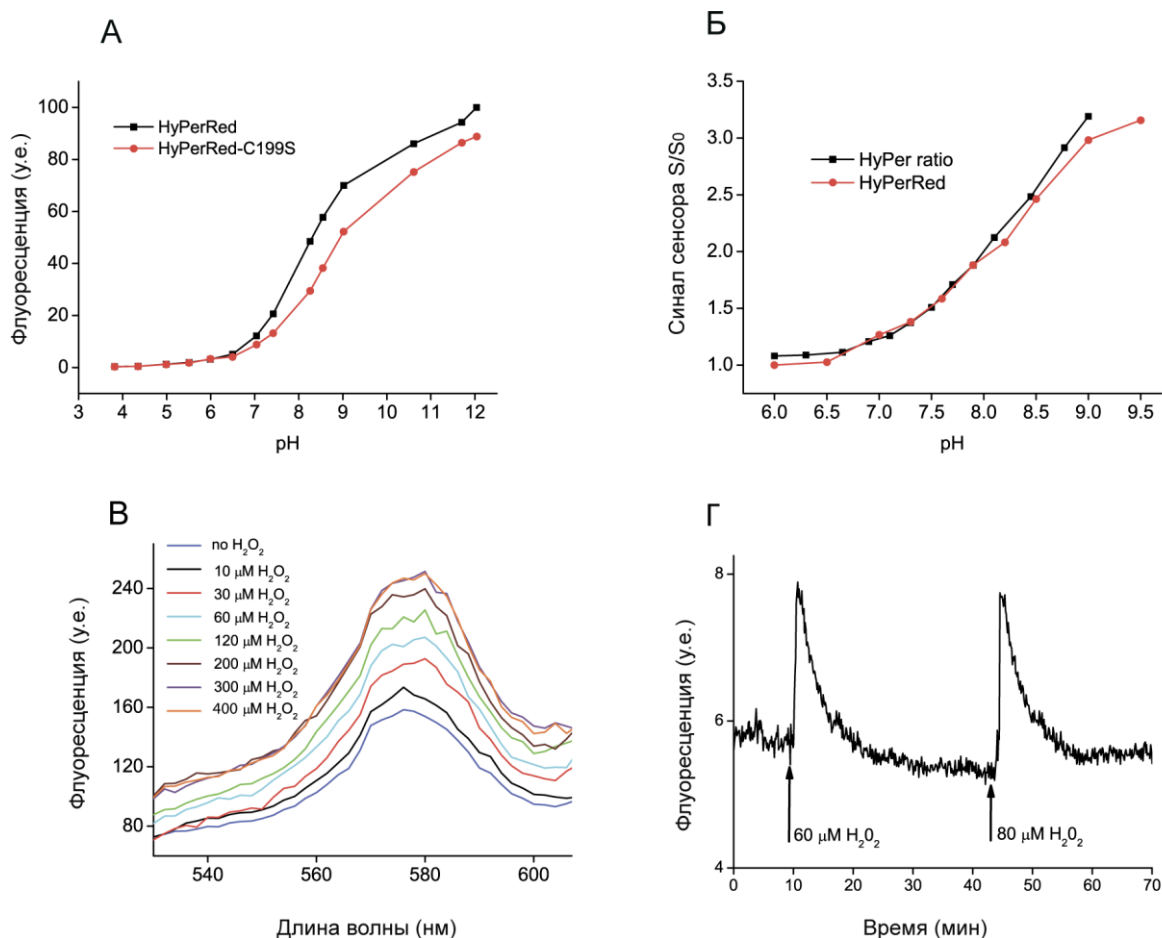 А
Флуоресценция (у.е.)
100
80
60
40
20
0
HyPerRed
HyPerRed-C199S
3 4 5 6 7 8 9 10 11 12
pH
Б
Синал сенсора S/S0
3.5
3.0
2.5
2.0
1.5
1.0
HyPer ratio
HyPerRed
6.0 6.5 7.0 7.5 8.0 8.5 9.0 9.5
pH
В
Флуоресценция (у.е.)
240
200
160
120
80
no H₂O₂
10 μM H₂O₂
30 μM H₂O₂
60 μM H₂O₂
120 μM H₂O₂
200 μM H₂O₂
300 μM H₂O₂
400 μM H₂O₂
540 560 580 600
Длина волны (нм)
Г
Флуоресценция (у.е.)
8
6
4
60 μM H₂0₂
80 μM H₂0₂
0 10 20 30 40 50 60 70
Время (мин)